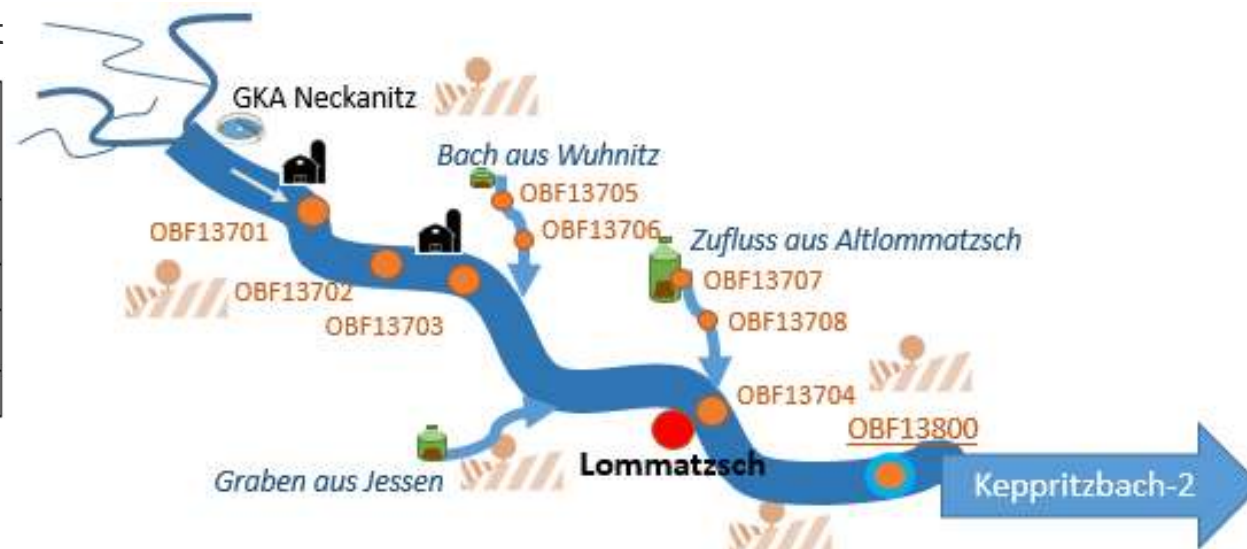 GKA Neckanitz
Bach aus Wuhnitz
OBF13705
OBF13701
OBF13706
Zufluss aus Altlommatzsch
OBF13707
OBF13702
OBF13703
OBF13708
OBF13704
OBF13800
Lommatzsch
Graben aus Jessen
Keppritzbach-2